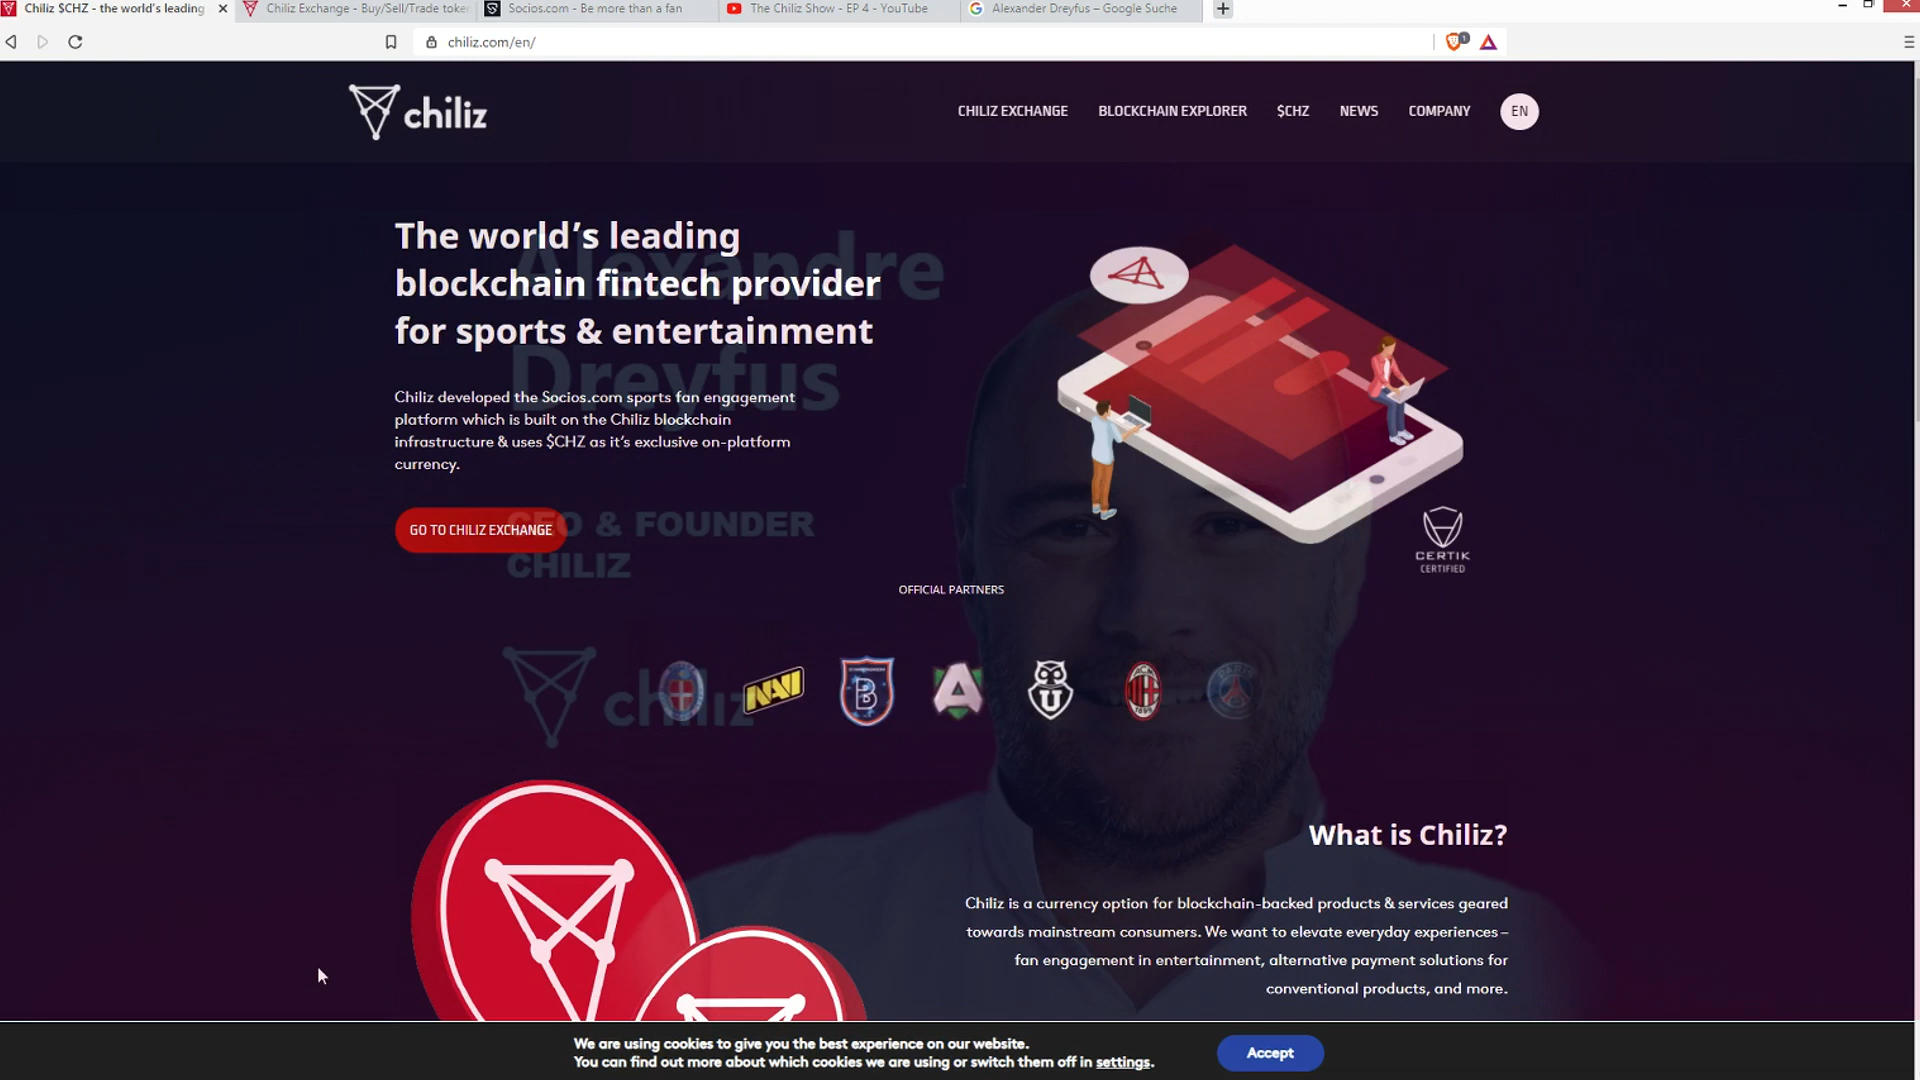 Chiliz $CHZ - the world's leading
Chiliz Exchange - Buy/Sell/Trade toke
Socios.com - Be more than a fan
The Chiliz Show - EP 4 - YouTube
Alexander Dreyfus – Google Suche
chiliz.com/en/
1
chiliz
CHILIZ EXCHANGE
BLOCKCHAIN EXPLORER
$CHZ
NEWS
COMPANY
EN
The world's leading
blockchain fintech provider
for sports & entertainment
Alexandre
Dreyfus
Chiliz developed the Socios.com sports fan engagement
platform which is built on the Chiliz blockchain
infrastructure & uses $CHZ as it's exclusive on-platform
currency.
GO TO CHILIZ EXCHANGE
CEO & FOUNDER
CHILIZ
CERTIK
CERTIFIED
OFFICIAL PARTNERS
chiliz
NAVI
B
A
U
ACM
1899
PARIS
What is Chiliz?
Chiliz is a currency option for blockchain-backed products & services geared
towards mainstream consumers. We want to elevate everyday experiences –
fan engagement in entertainment, alternative payment solutions for
conventional products, and more.
We are using cookies to give you the best experience on our website.
You can find out more about which cookies we are using or switch them off in settings.
Accept